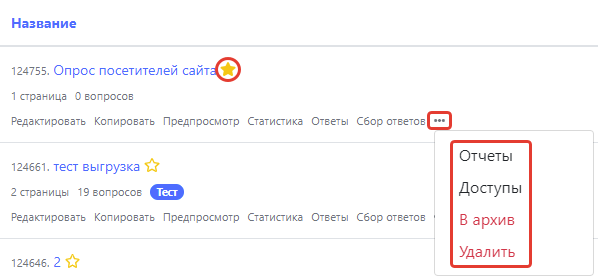 Название
124755. Опрос посетителей сайта
1 страница 0 вопросов
Редактировать Копировать Предпросмотр Статистика Ответы Сбор ответов •••
Отчеты
124661. тест выгрузка
2 страницы 19 вопросов Тест
Доступы
Редактировать Копировать Предпросмотр Статистика Ответы Сбор ответов
В архив
Удалить
124646. 2